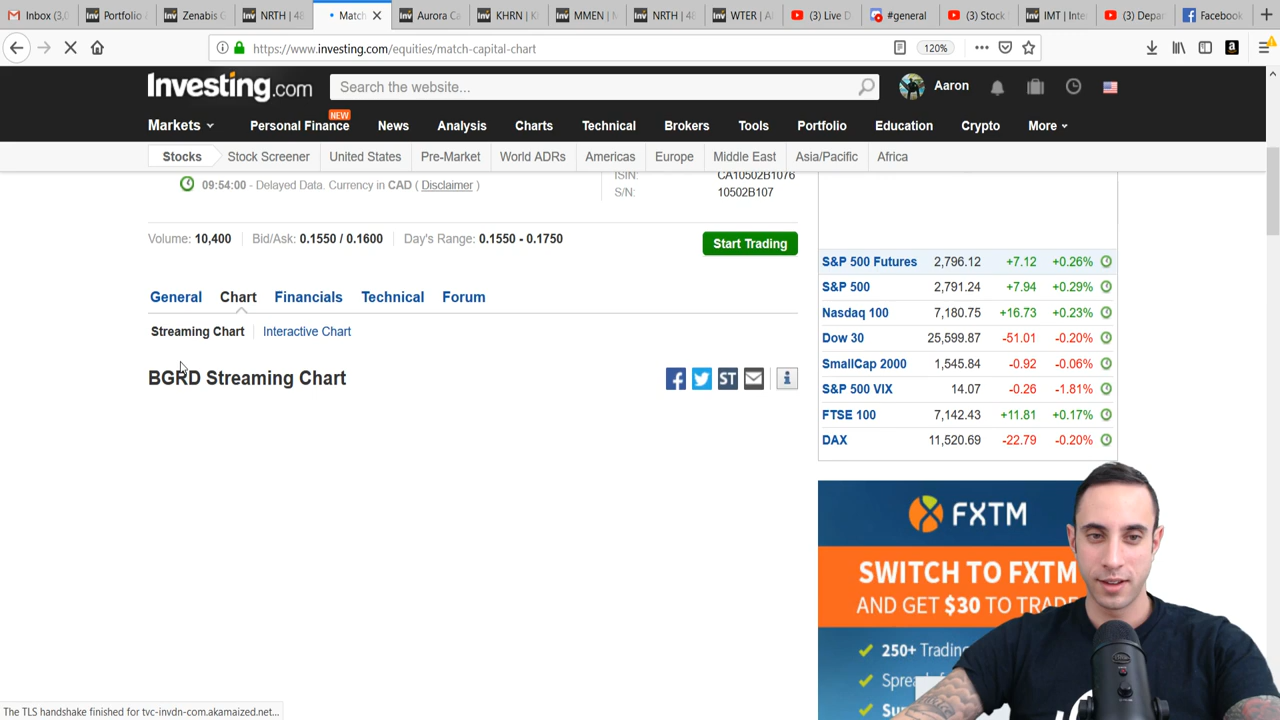 Inbox (3,0
Portfolio
Zenabis G
NRTH | 48
Match
Aurora Ca
KHRN | K
MMEN |
NRTH | 48
WTER | A
(3) Live D
#general
(3) Stock
IMT | Inte
(3) Depar
Facebook
https://www.investing.com/equities/match-capital-chart
120%
Investing.com
Search the website...
Aaron
NEW
Markets
Personal Finance
News
Analysis
Charts
Technical
Brokers
Tools
Portfolio
Education
Crypto
More
Stocks
Stock Screener
United States
Pre-Market
World ADRs
Americas
Europe
Middle East
Asia/Pacific
Africa
09:54:00 - Delayed Data. Currency in CAD ( Disclaimer )
ISIN: CA10502B1076
S/N: 10502B107
Volume: 10,400
Bid/Ask: 0.1550 / 0.1600
Day's Range: 0.1550 - 0.1750
Start Trading
General
Chart
Financials
Technical
Forum
Streaming Chart
Interactive Chart
BGRD Streaming Chart
ST
S&P 500 Futures 2,796.12 +7.12 +0.26%
S&P 500 2,791.24 +7.94 +0.29%
Nasdaq 100 7,180.75 +16.73 +0.23%
Dow 30 25,599.87 -51.01 -0.20%
SmallCap 2000 1,545.84 -0.92 -0.06%
S&P 500 VIX 14.07 -0.26 -1.81%
FTSE 100 7,142.43 +11.81 +0.17%
DAX 11,520.69 -22.79 -0.20%
FXTM
SWITCH TO FXTM
AND GET $30 TO TRADE
250+ Trading
Spreads
The TLS handshake finished for tvc-invdn-com.akamaized.net...